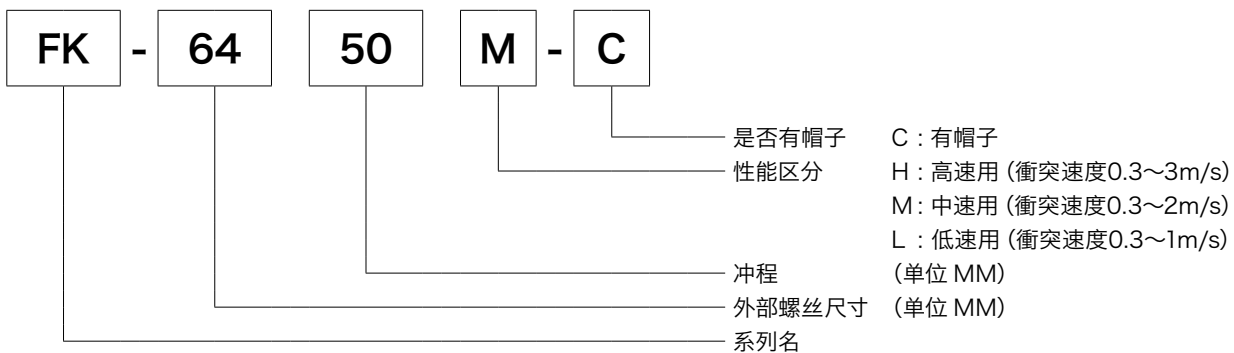 FK - 64 50 M - C
是否有帽子 C : 有帽子
性能区分 H : 高速用 (衝突速度0.3～3m/s)
M : 中速用 (衝突速度0.3～2m/s)
L : 低速用 (衝突速度0.3～1m/s)
冲程 (单位 MM)
外部螺丝尺寸 (单位 MM)
系列名